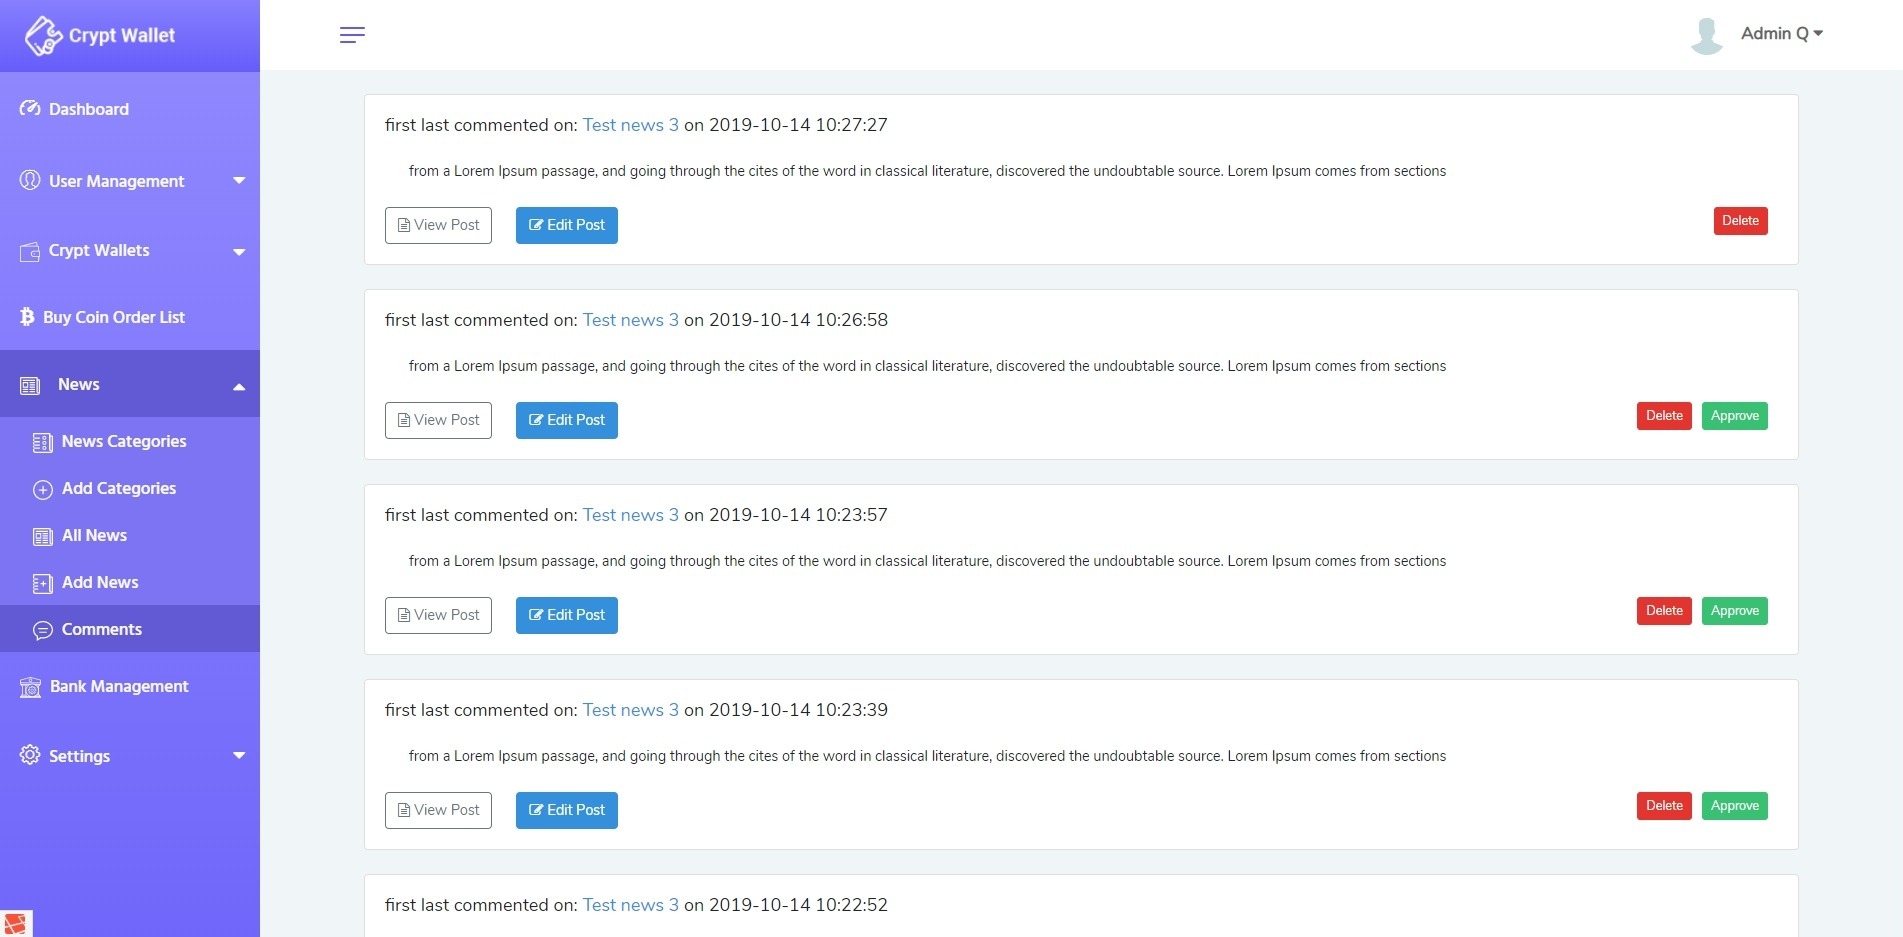 Crypt Wallet
Admin Q
Dashboard
User Management
Crypt Wallets
Buy Coin Order List
News
News Categories
Add Categories
All News
Add News
Comments
Bank Management
Settings
first last commented on: Test news 3 on 2019-10-14 10:27:27
from a Lorem Ipsum passage, and going through the cites of the word in classical literature, discovered the undoubtable source. Lorem Ipsum comes from sections
View Post Edit Post Delete
first last commented on: Test news 3 on 2019-10-14 10:26:58
from a Lorem Ipsum passage, and going through the cites of the word in classical literature, discovered the undoubtable source. Lorem Ipsum comes from sections
View Post Edit Post Delete Approve
first last commented on: Test news 3 on 2019-10-14 10:23:57
from a Lorem Ipsum passage, and going through the cites of the word in classical literature, discovered the undoubtable source. Lorem Ipsum comes from sections
View Post Edit Post Delete Approve
first last commented on: Test news 3 on 2019-10-14 10:23:39
from a Lorem Ipsum passage, and going through the cites of the word in classical literature, discovered the undoubtable source. Lorem Ipsum comes from sections
View Post Edit Post Delete Approve
first last commented on: Test news 3 on 2019-10-14 10:22:52